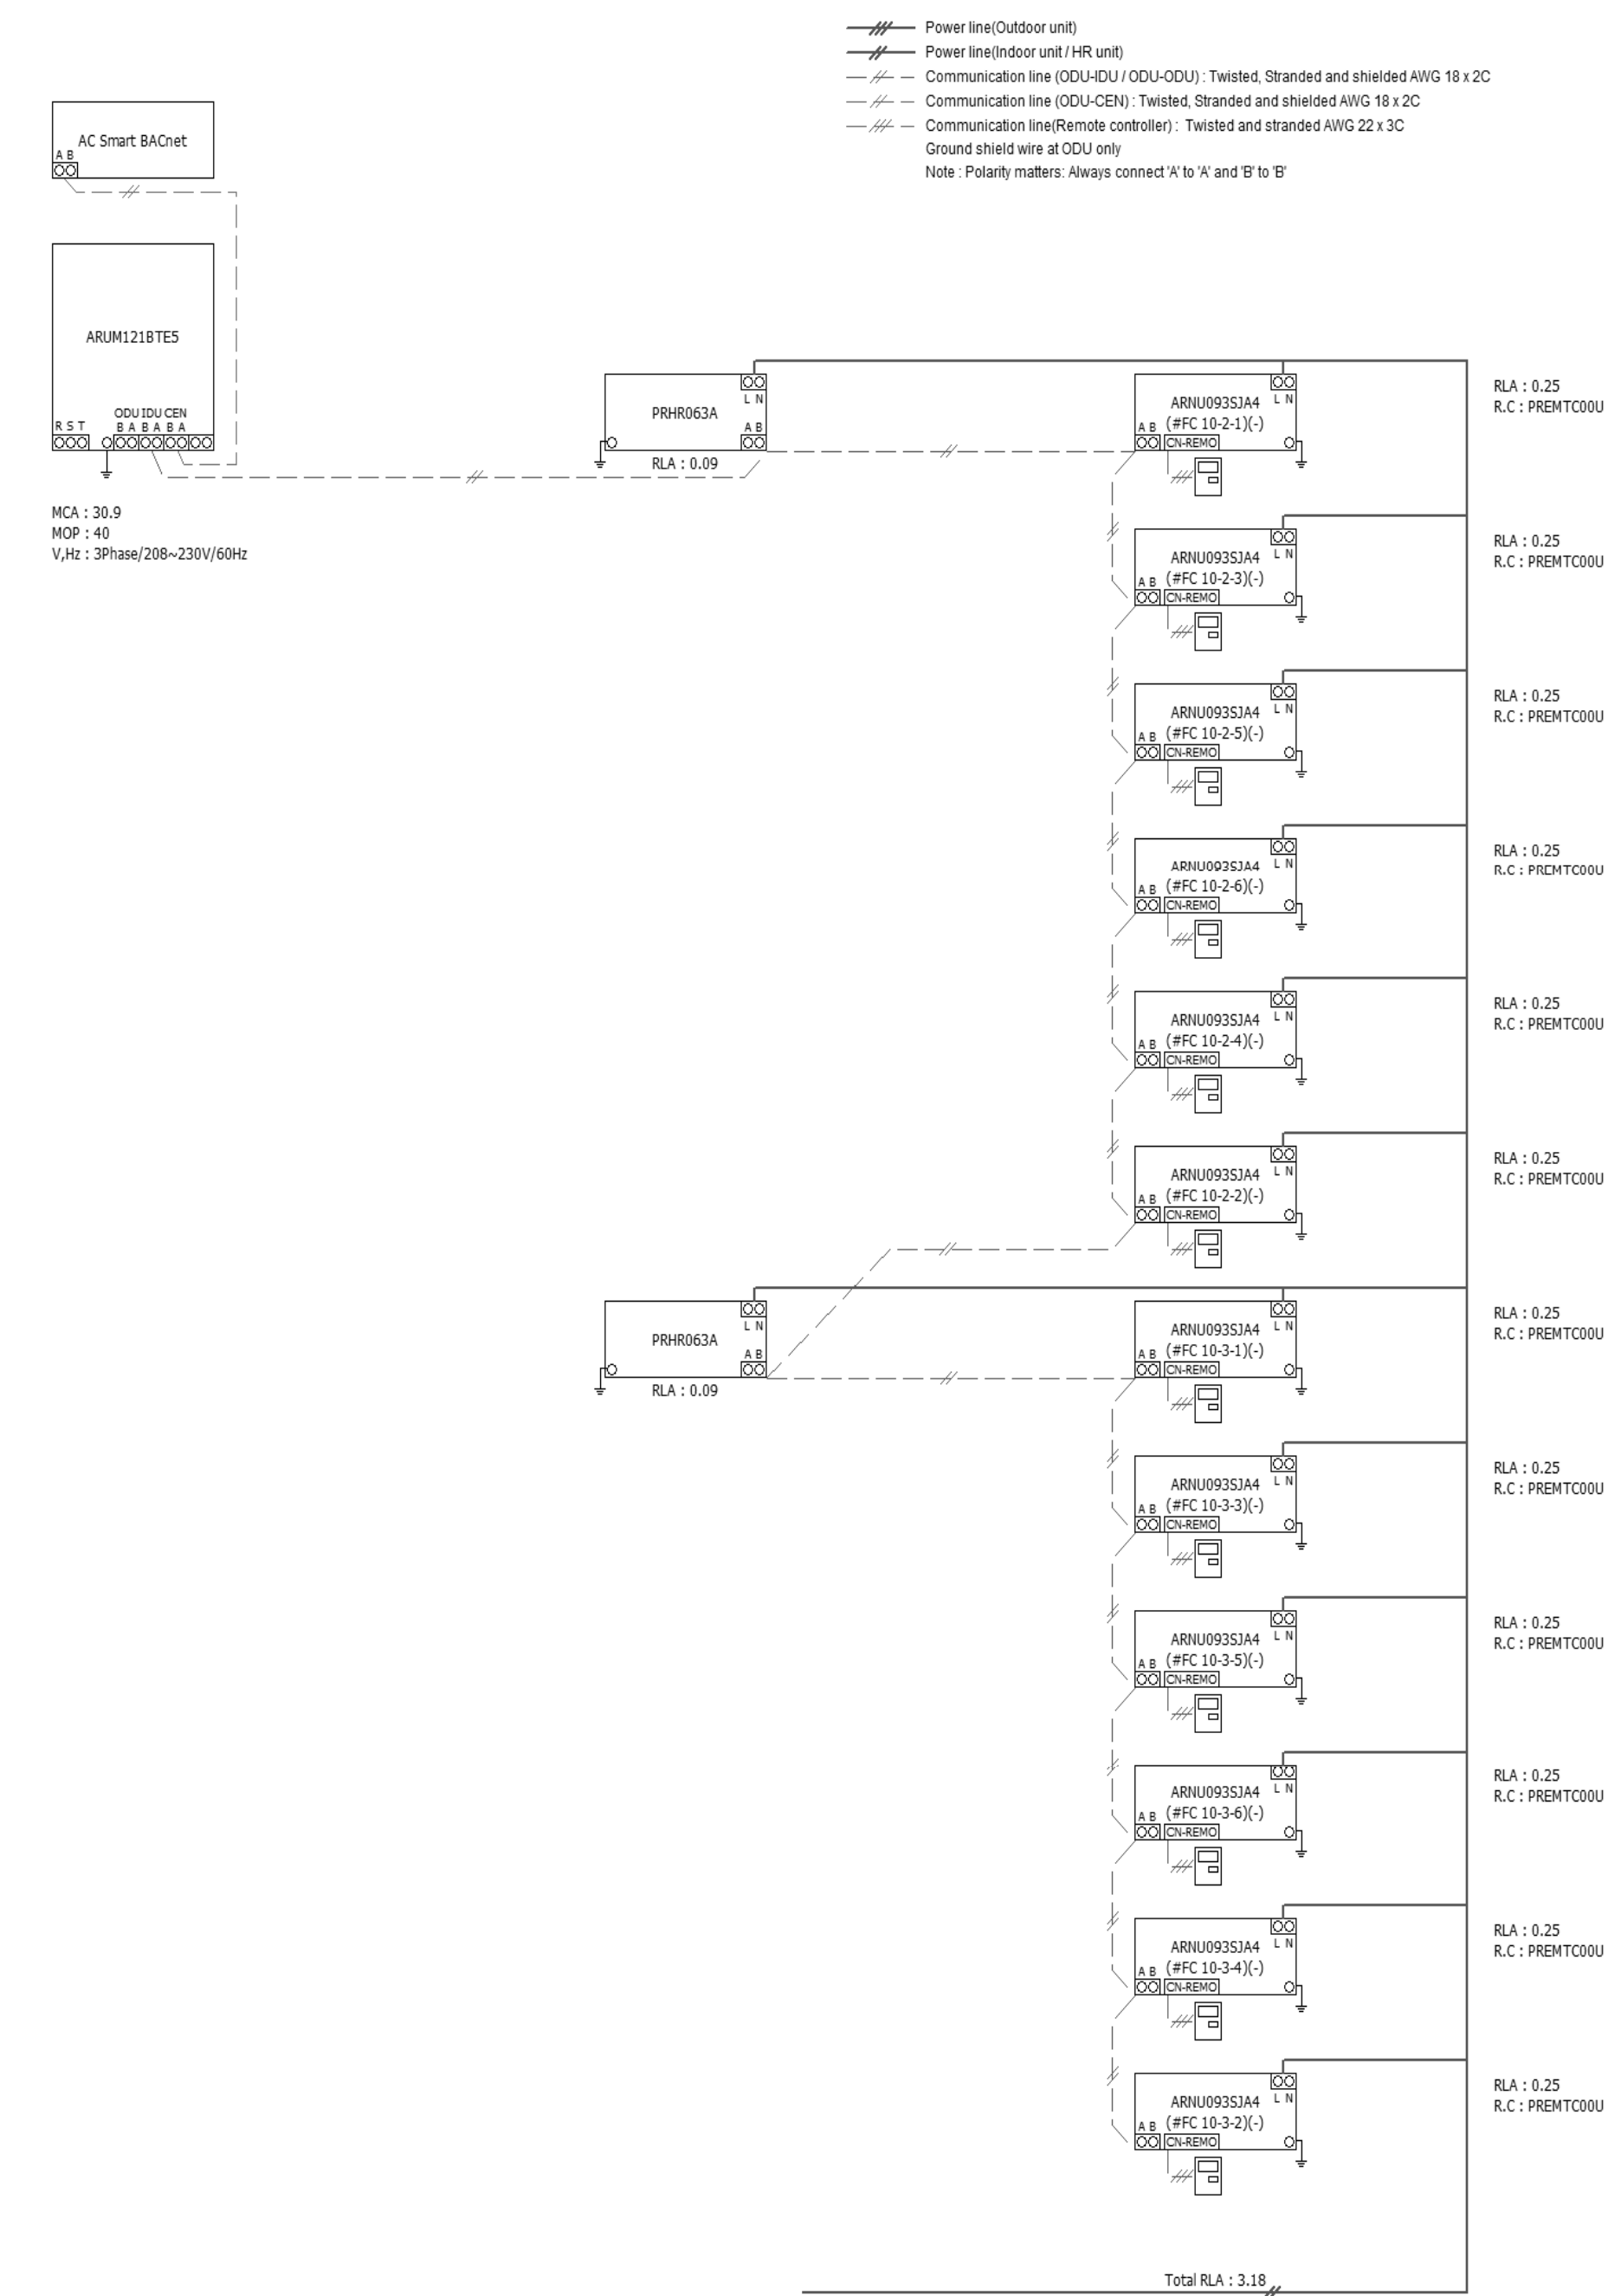 Power line(Outdoor unit)
Power line(Indoor unit / HR unit)
Communication line (ODU-IDU / ODU-ODU) : Twisted, Stranded and shielded AWG 18 x 2C
Communication line (ODU-CEN) : Twisted, Stranded and shielded AWG 18 x 2C
Communication line(Remote controller) : Twisted and stranded AWG 22 x 3C
Ground shield wire at ODU only
Note : Polarity matters: Always connect 'A' to 'A' and 'B' to 'B'
AC Smart BACnet
A B
ARUM121BTE5
ODU IDU CEN
R S T B A B A B A
MCA : 30.9
MOP : 40
V,Hz : 3Phase/208~230V/60Hz
PRHR063A
L N
A B
RLA : 0.09
ARNU093SJA4
L N
(#FC 10-2-1)(-)
A B
CN-REMO
RLA : 0.25
R.C : PREMTC00U
ARNU093SJA4
L N
(#FC 10-2-3)(-)
A B
CN-REMO
RLA : 0.25
R.C : PREMTC00U
ARNU093SJA4
L N
(#FC 10-2-5)(-)
A B
CN-REMO
RLA : 0.25
R.C : PREMTC00U
ARNU093SJA4
L N
(#FC 10-2-6)(-)
A B
CN-REMO
RLA : 0.25
R.C : PREMTC00U
ARNU093SJA4
L N
(#FC 10-2-4)(-)
A B
CN-REMO
RLA : 0.25
R.C : PREMTC00U
ARNU093SJA4
L N
(#FC 10-2-2)(-)
A B
CN-REMO
RLA : 0.25
R.C : PREMTC00U
PRHR063A
L N
A B
RLA : 0.09
ARNU093SJA4
L N
(#FC 10-3-1)(-)
A B
CN-REMO
RLA : 0.25
R.C : PREMTC00U
ARNU093SJA4
L N
(#FC 10-3-3)(-)
A B
CN-REMO
RLA : 0.25
R.C : PREMTC00U
ARNU093SJA4
L N
(#FC 10-3-5)(-)
A B
CN-REMO
RLA : 0.25
R.C : PREMTC00U
ARNU093SJA4
L N
(#FC 10-3-6)(-)
A B
CN-REMO
RLA : 0.25
R.C : PREMTC00U
ARNU093SJA4
L N
(#FC 10-3-4)(-)
A B
CN-REMO
RLA : 0.25
R.C : PREMTC00U
ARNU093SJA4
L N
(#FC 10-3-2)(-)
A B
CN-REMO
RLA : 0.25
R.C : PREMTC00U
Total RLA : 3.18